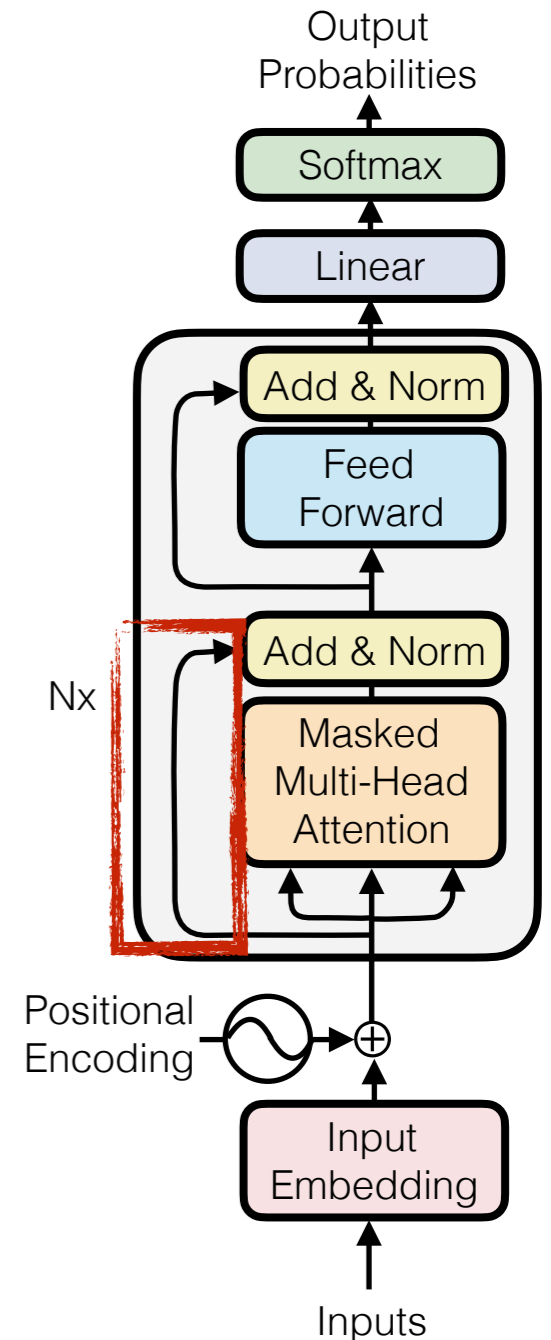 Output
Probabilities
Softmax
Linear
Add & Norm
Feed
Forward
Add & Norm
Nx
Masked
Multi-Head
Attention
Positional
Encoding
Input
Embedding
Inputs